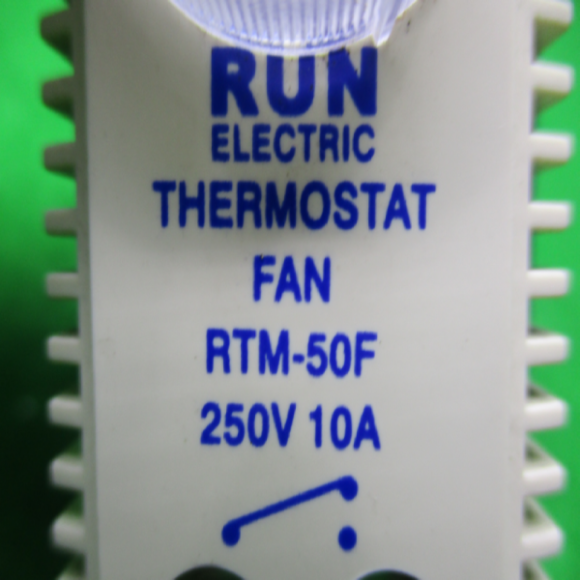 RUN
ELECTRIC
THERMOSTAT
FAN
RTM-50F
250V 10A